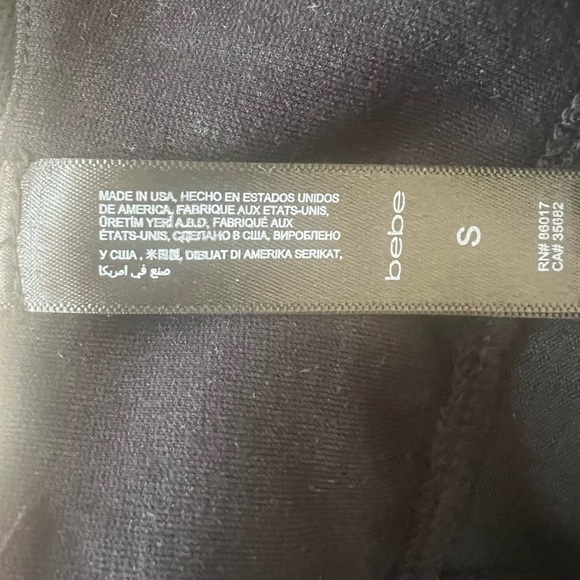 MADE IN USA, HECHO EN ESTADOS UNIDOS
DE AMERICA, FABRIQUE AUX ETATS-UNIS,
ÜRETİM YERİ A.B.D, FABRIQUÉ AUX
ÉTATS-UNIS, СДЕЛАНО В США, ВИРОБЛЕНО
У США, 米国製, DIBUAT DI AMERIKA SERIKAT,
صنع في امريكا
bebe
S
RN# 86017
CA# 35682